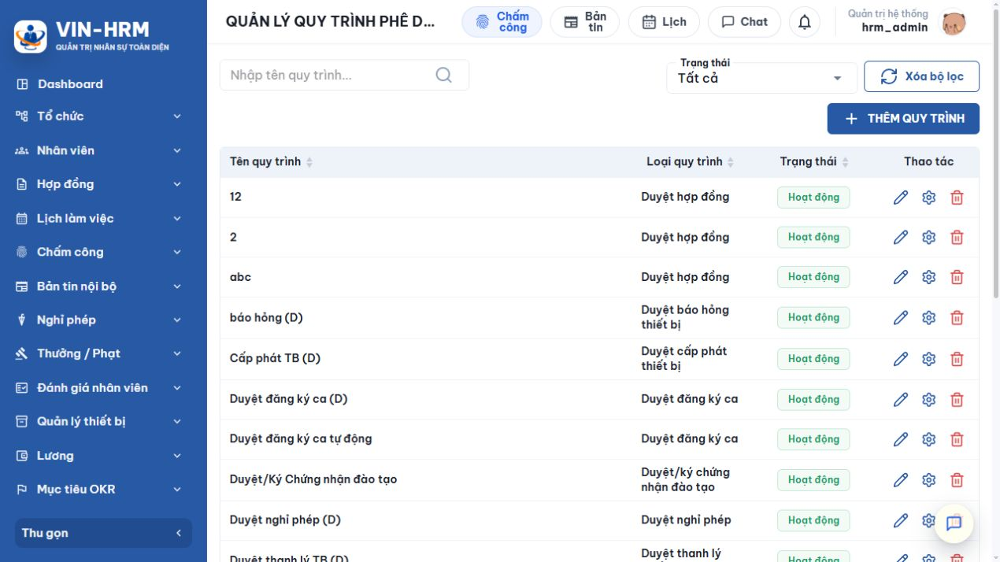 VIN-HRM
QUẢN TRỊ NHÂN SỰ TOÀN DIỆN
Dashboard
Tổ chức
Nhân viên
Hợp đồng
Lịch làm việc
Chấm công
Bản tin nội bộ
Nghỉ phép
Thưởng / Phạt
Đánh giá nhân viên
Quản lý thiết bị
Lương
Mục tiêu OKR
Thu gọn
QUẢN LÝ QUY TRÌNH PHÊ D...
Chấm
công
Bản
tin
Lịch
Chat
Quản trị hệ thống
hrm_admin
Nhập tên quy trình...
Trạng thái
Tất cả
Xóa bộ lọc
THÊM QUY TRÌNH
Tên quy trình Loại quy trình Trạng thái Thao tác
12 Duyệt hợp đồng Hoạt động
2 Duyệt hợp đồng Hoạt động
abc Duyệt hợp đồng Hoạt động
báo hỏng (D) Duyệt báo hỏng
thiết bị Hoạt động
Cấp phát TB (D) Duyệt cấp phát
thiết bị Hoạt động
Duyệt đăng ký ca (D) Duyệt đăng ký ca Hoạt động
Duyệt đăng ký ca tự động Duyệt đăng ký ca Hoạt động
Duyệt/Ký Chứng nhận đào tạo Duyệt/ký chứng
nhận đào tạo Hoạt động
Duyệt nghỉ phép (D) Duyệt nghỉ phép Hoạt động
Duyệt thanh lý TB (D) Duyệt thanh lý
Hoạt động